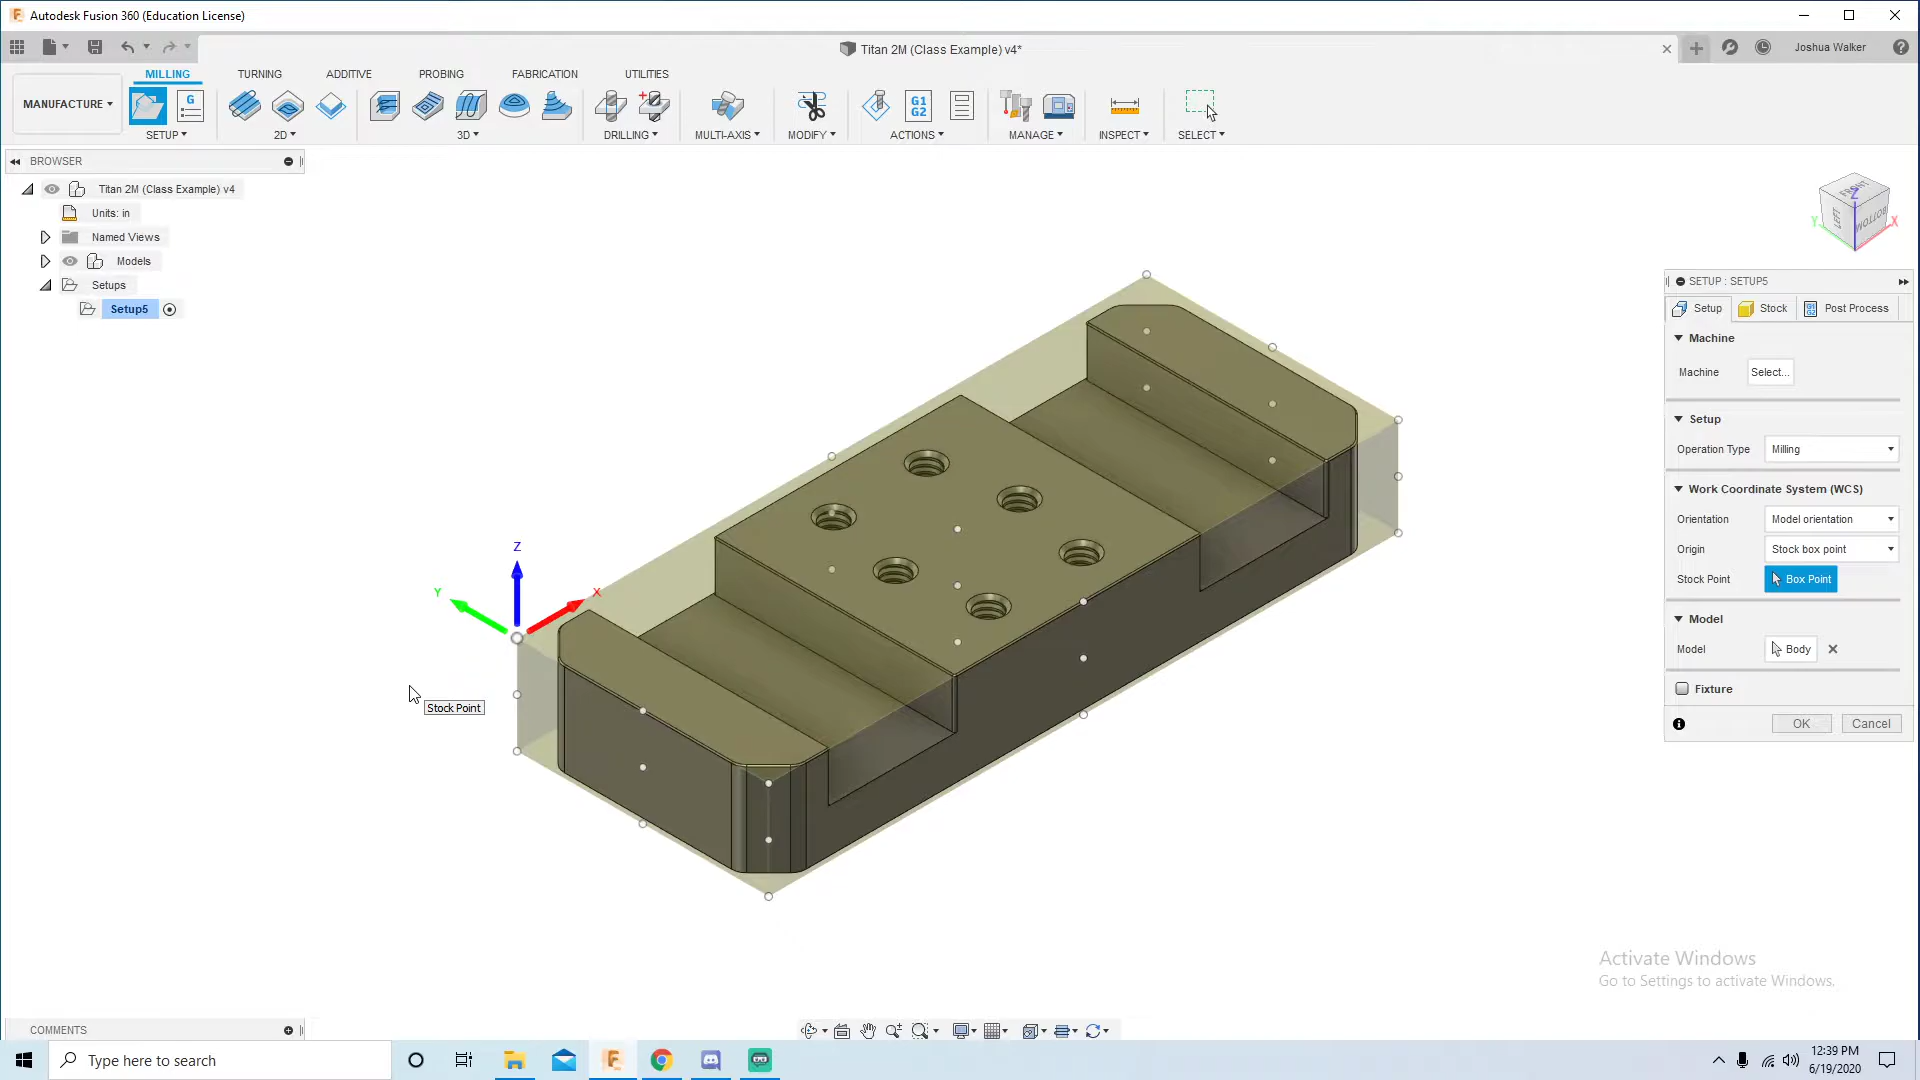 Autodesk Fusion 360 (Education License)
Titan 2M (Class Example) v4*
Joshua Walker
MANUFACTURE
MILLING
TURNING
ADDITIVE
PROBING
FABRICATION
UTILITIES
G
G1
G2
SETUP
2D
3D
DRILLING
MULTI-AXIS
MODIFY
ACTIONS
MANAGE
INSPECT
SELECT
BROWSER
Titan 2M (Class Example) v4
Units: in
Named Views
Models
Setups
Setup5
FRONT
LEFT
BOTTOM
Z
Y
X
Z
Y
X
Stock Point
SETUP : SETUP5
Setup
Stock
Post Process
Machine
Machine
Select...
Setup
Operation Type
Milling
Work Coordinate System (WCS)
Orientation
Model orientation
Origin
Stock box point
Stock Point
Box Point
Model
Model
Body
Fixture
OK
Cancel
Activate Windows
Go to Settings to activate Windows.
COMMENTS
Type here to search
12:39 PM
6/19/2020